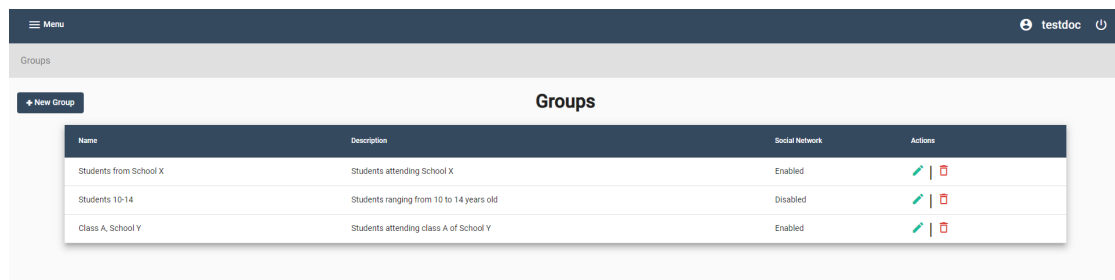 Menu testdoc
Groups
+ New Group Groups
Name Description Social Network Actions
Students from School X Students attending School X Enabled |
Students 10-14 Students ranging from 10 to 14 years old Disabled |
Class A, School Y Students attending class A of School Y Enabled |